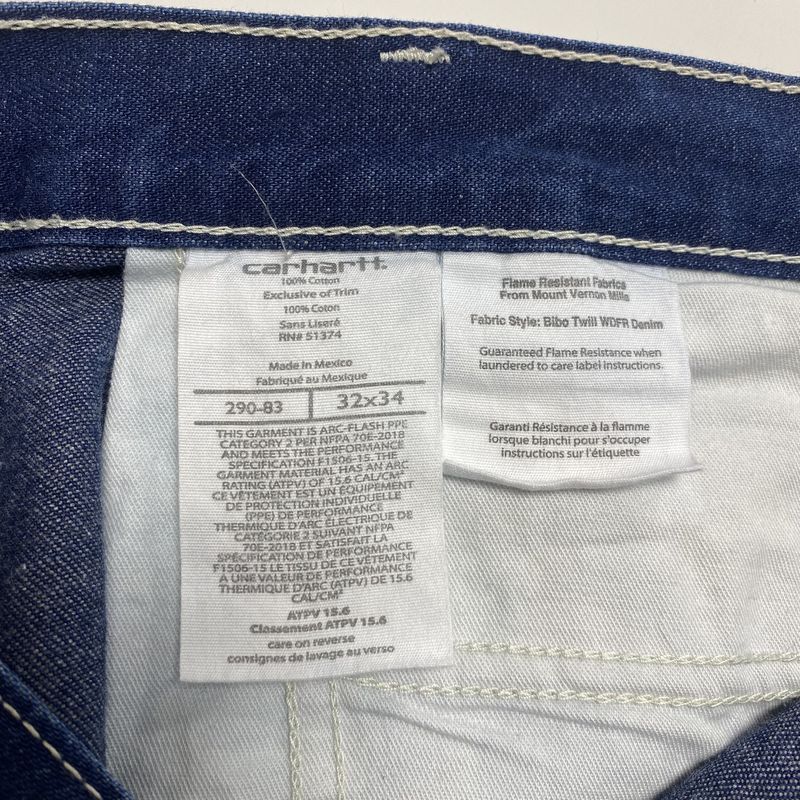 carhartt.
100% Cotton
Exclusive of Trim
100% Coton
Sans Liseré
RN# 51374
Made in Mexico
Fabriqué au Mexique
290-83 32x34
THIS GARMENT IS ARC-FLASH PPE
CATEGORY 2 PER NFPA 70E-2018
AND MEETS THE PERFORMANCE
SPECIFICATION F1506-15. THE
GARMENT MATERIAL HAS AN ARC
RATING (ATPV) OF 15.6 CAL/CM²
CE VÊTEMENT EST UN ÉQUIPEMENT
DE PROTECTION INDIVIDUELLE
(PPE) DE PERFORMANCE
THERMIQUE D'ARC ÉLECTRIQUE DE
CATÉGORIE 2 SUIVANT NFPA
70E-2018 ET SATISFAIT LA
SPÉCIFICATION DE PERFORMANCE
F1506-15 LE TISSU DE CE VÊTEMENT
A UNE VALEUR DE PERFORMANCE
THERMIQUE D'ARC (ATPV) DE 15.6
CAL/CM²
ATPV 15.6
Classement ATPV 15.6
care on reverse
consignes de lavage au verso
Flame Resistant Fabrics
From Mount Vernon Mills
Fabric Style: Bibo Twill WDFR Denim
Guaranteed Flame Resistance when
laundered to care label instructions.
Garanti Résistance à la flamme
lorsque blanchi pour s'occuper
instructions sur l'étiquette